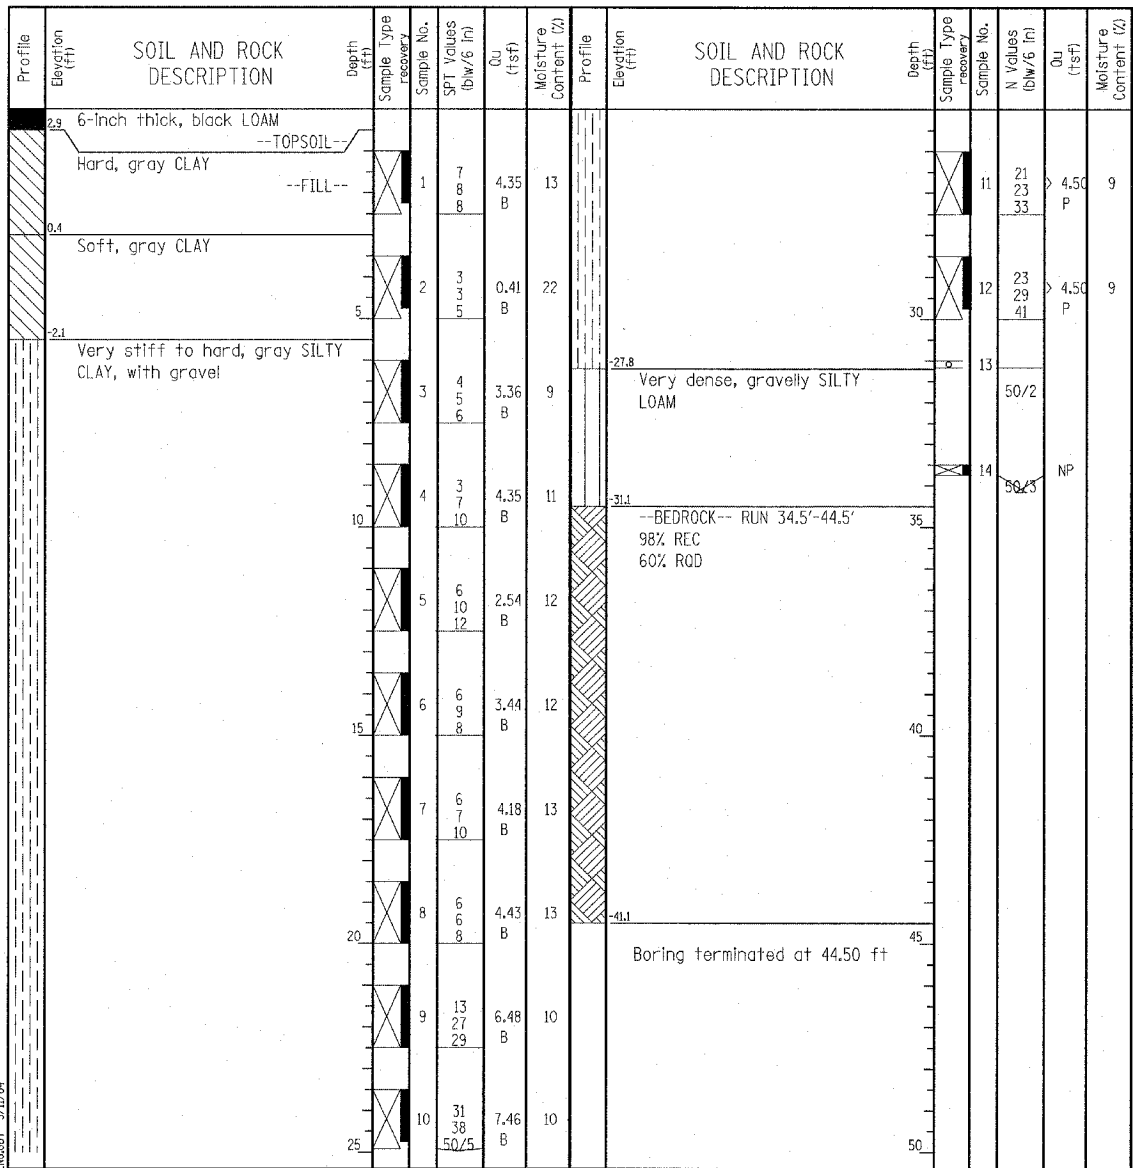 Profile
Elevation (ft)
SOIL AND ROCK DESCRIPTION
Depth (ft)
Sample Type recovery
Sample No.
SPT Values (blw/6 in)
Qu (tsf)
Moisture Content (%)
2.9
6-inch thick, black LOAM
--TOPSOIL--
Hard, gray CLAY
--FILL--
1
7
8
8
4.35
B
13
0.4
Soft, gray CLAY
2
3
3
5
0.41
B
22
5
-2.1
Very stiff to hard, gray SILTY
CLAY, with gravel
3
4
5
6
3.36
B
9
4
3
7
10
4.35
B
11
10
5
6
10
12
2.54
B
12
6
6
9
8
3.44
B
12
15
7
6
7
10
4.18
B
13
8
6
6
8
4.43
B
13
20
9
13
27
29
6.48
B
10
10
31
38
50/5
7.46
B
10
25
Profile
Elevation (ft)
SOIL AND ROCK DESCRIPTION
Depth (ft)
Sample Type recovery
Sample No.
N Values (blw/6 in)
Qu (tsf)
Moisture Content (%)
11
21
23
33
> 4.50
P
9
12
23
29
41
> 4.50
P
9
30
-27.8
13
50/2
Very dense, gravelly SILTY
LOAM
14
50/3
NP
-31.1
--BEDROCK-- RUN 34.5'-44.5'
98% REC
60% RQD
35
40
-41.1
45
Boring terminated at 44.50 ft
50